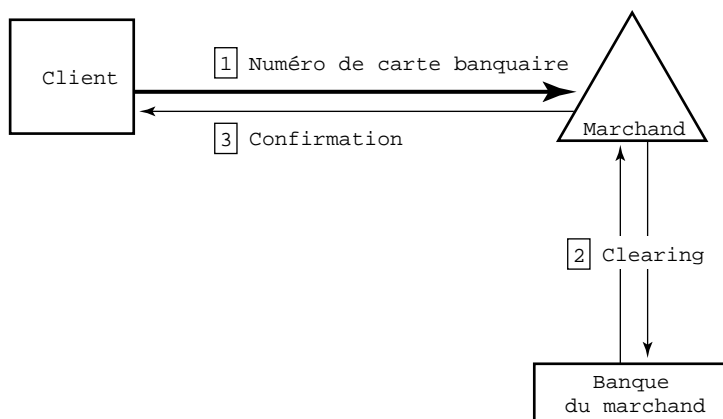 Client
1 Numéro de carte banquaire
3 Confirmation
Marchand
2 Clearing
Banque
du marchand